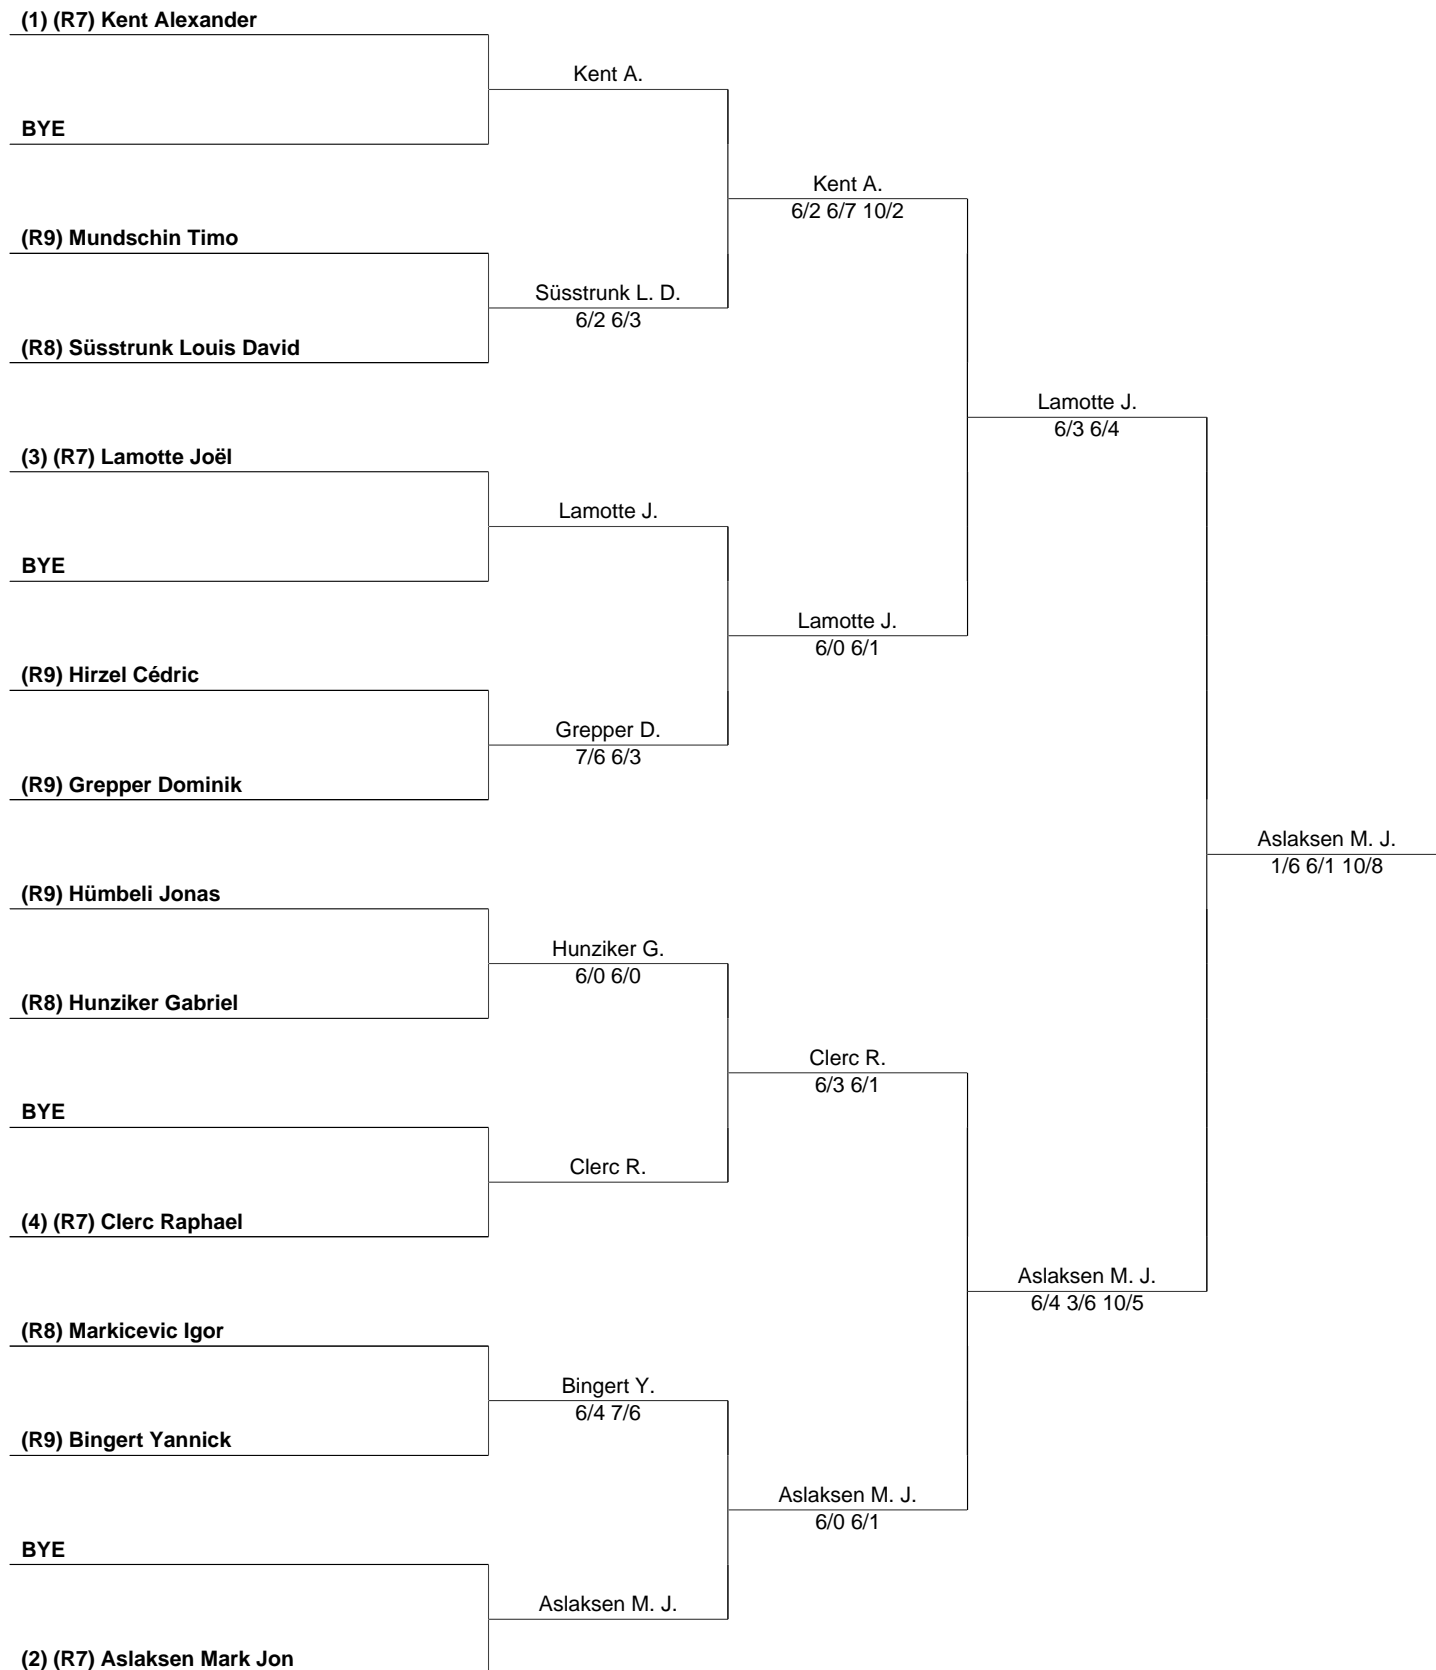 (1) (R7) Kent Alexander
Kent A.
BYE
Kent A.
6/2 6/7 10/2
(R9) Mundschin Timo
Süsstrunk L. D.
6/2 6/3
(R8) Süsstrunk Louis David
Lamotte J.
6/3 6/4
(3) (R7) Lamotte Joël
Lamotte J.
BYE
Lamotte J.
6/0 6/1
(R9) Hirzel Cédric
Grepper D.
7/6 6/3
(R9) Grepper Dominik
Aslaksen M. J.
1/6 6/1 10/8
(R9) Hümbeli Jonas
Hunziker G.
6/0 6/0
(R8) Hunziker Gabriel
Clerc R.
6/3 6/1
BYE
Clerc R.
(4) (R7) Clerc Raphael
Aslaksen M. J.
6/4 3/6 10/5
(R8) Markicevic Igor
Bingert Y.
6/4 7/6
(R9) Bingert Yannick
Aslaksen M. J.
6/0 6/1
BYE
Aslaksen M. J.
(2) (R7) Aslaksen Mark Jon